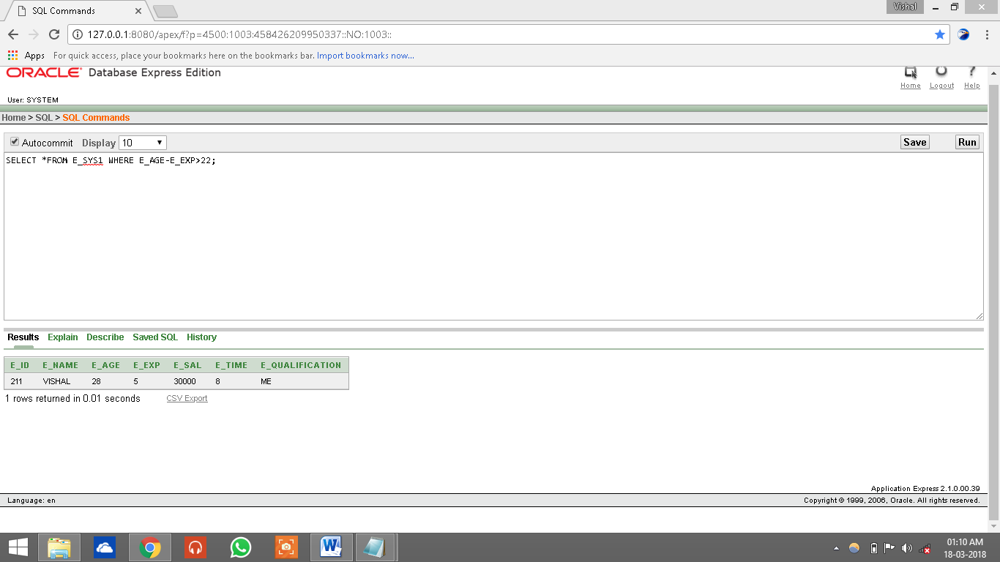 SQL Commands
Vishal
127.0.0.1:8080/apex/f?p=4500:1003:458426209950337::NO:1003::
Apps For quick access, place your bookmarks here on the bookmarks bar. Import bookmarks now...
ORACLE Database Express Edition
Home Logout Help
User: SYSTEM
Home > SQL > SQL Commands
Autocommit Display 10 Save Run
SELECT *FROM E_SYS1 WHERE E_AGE-E_EXP>22;
Results Explain Describe Saved SQL History
E_ID E_NAME E_AGE E_EXP E_SAL E_TIME E_QUALIFICATION
211 VISHAL 28 5 30000 8 ME
1 rows returned in 0.01 seconds CSV Export
Application Express 2.1.0.00.39
Language: en Copyright © 1999, 2006, Oracle. All rights reserved.
01:10 AM
18-03-2018